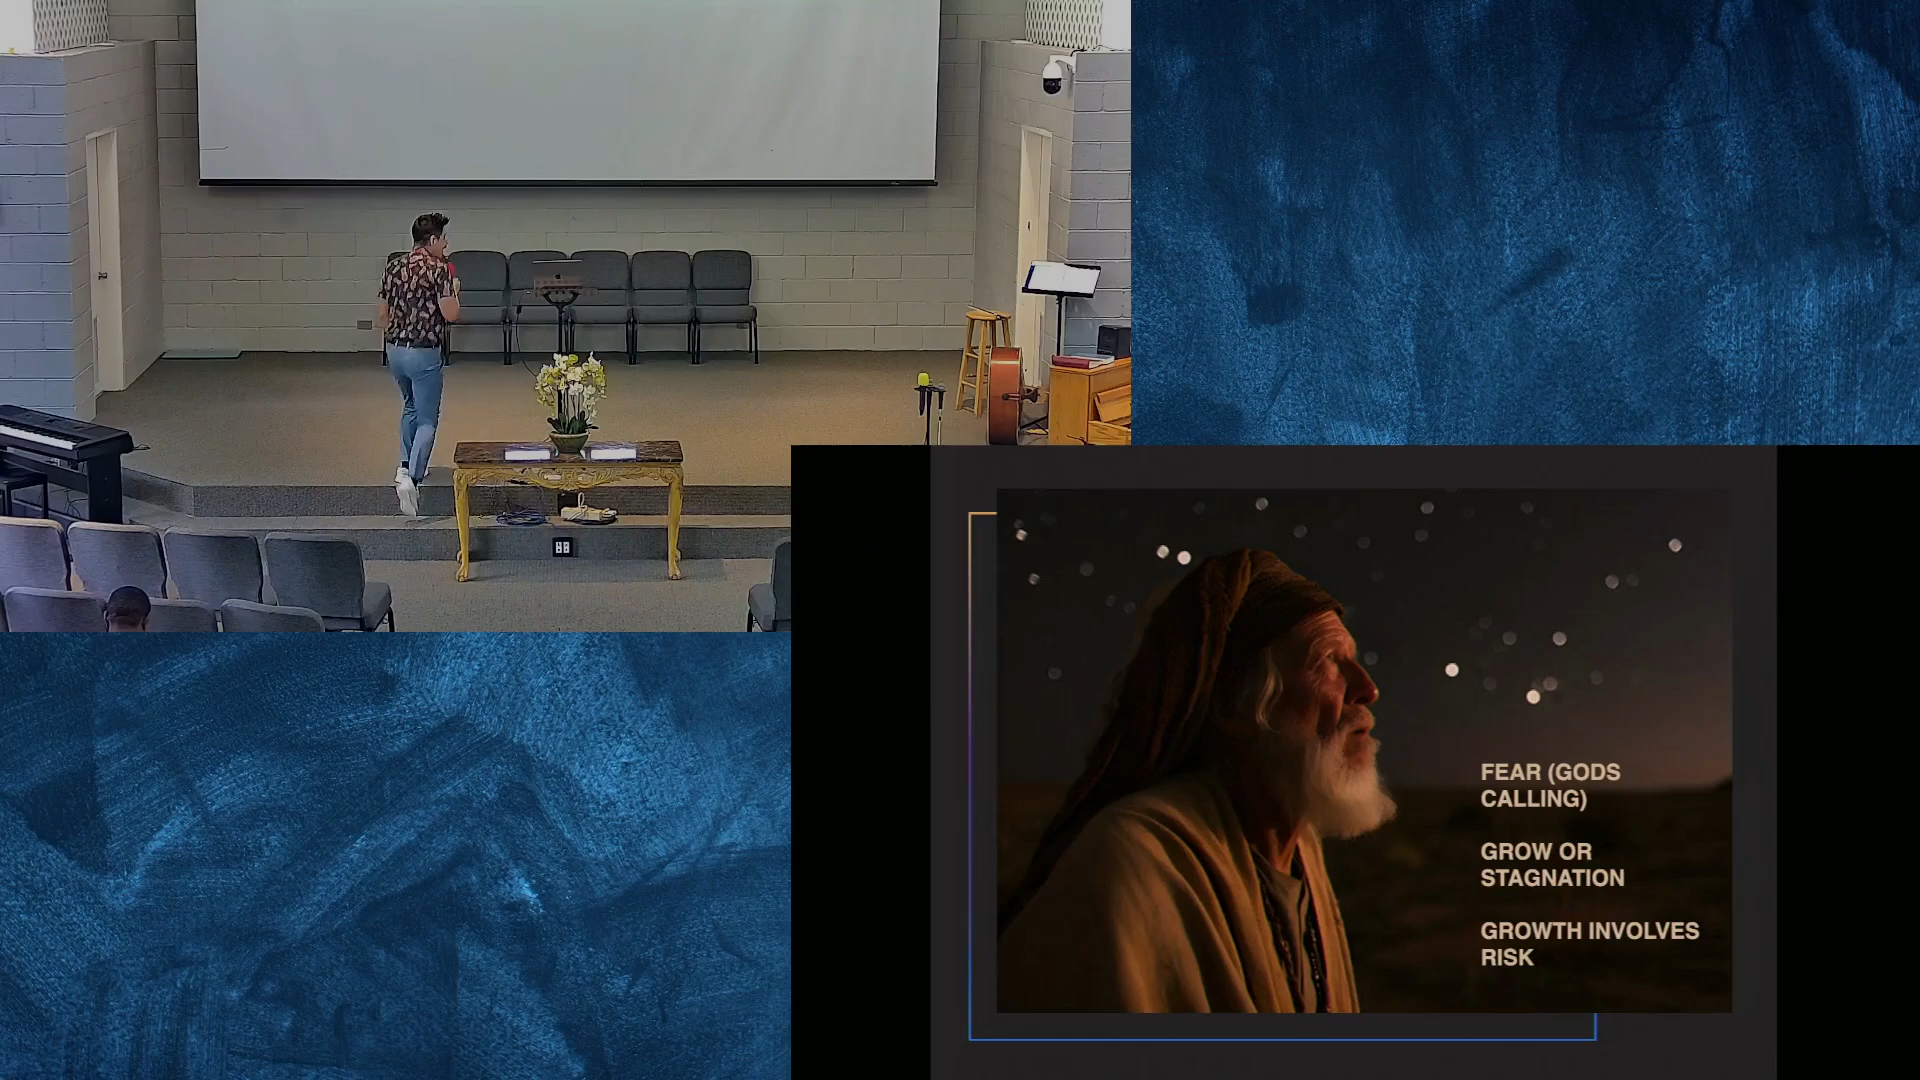 FEAR (GODS
CALLING)
GROW OR
STAGNATION
GROWTH INVOLVES
RISK